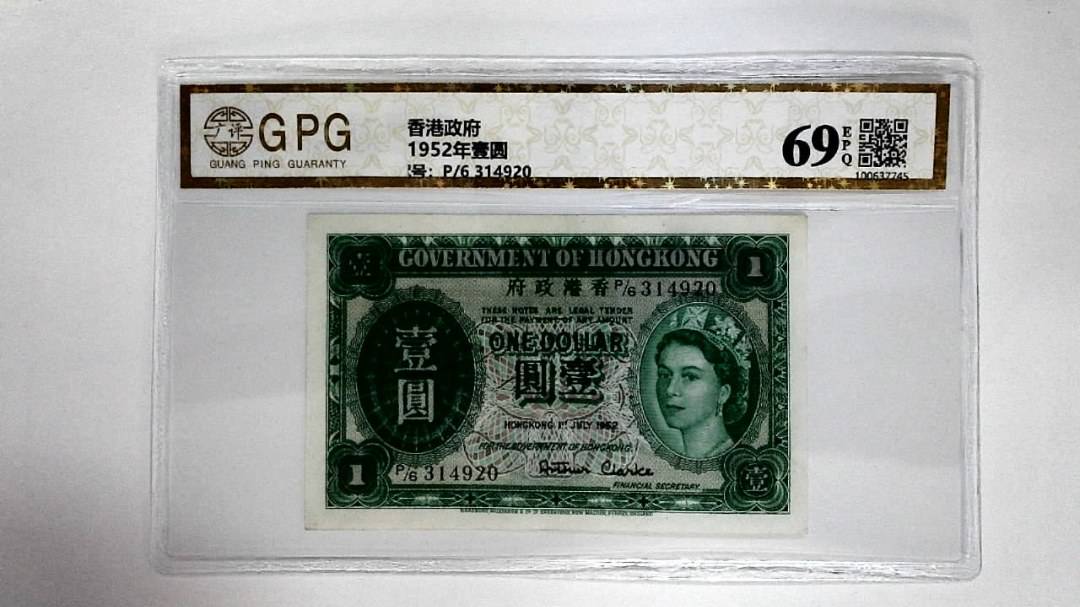 广评
GPG
GUANG PING GUARANTY
香港政府
1952年壹圆
号: P/6 314920
69
EPQ
100637745
GOVERNMENT OF HONGKONG
1
府政港香 P/6 314920
THESE NOTES ARE LEGAL TENDER
FOR THE PAYMENT OF ANY AMOUNT
ONE DOLLAR
圓壹
壹圓
HONGKONG 1ST JULY 1952
FOR THE GOVERNMENT OF HONGKONG.
1
P/6 314920
Arthur Clarke
FINANCIAL SECRETARY.
壹